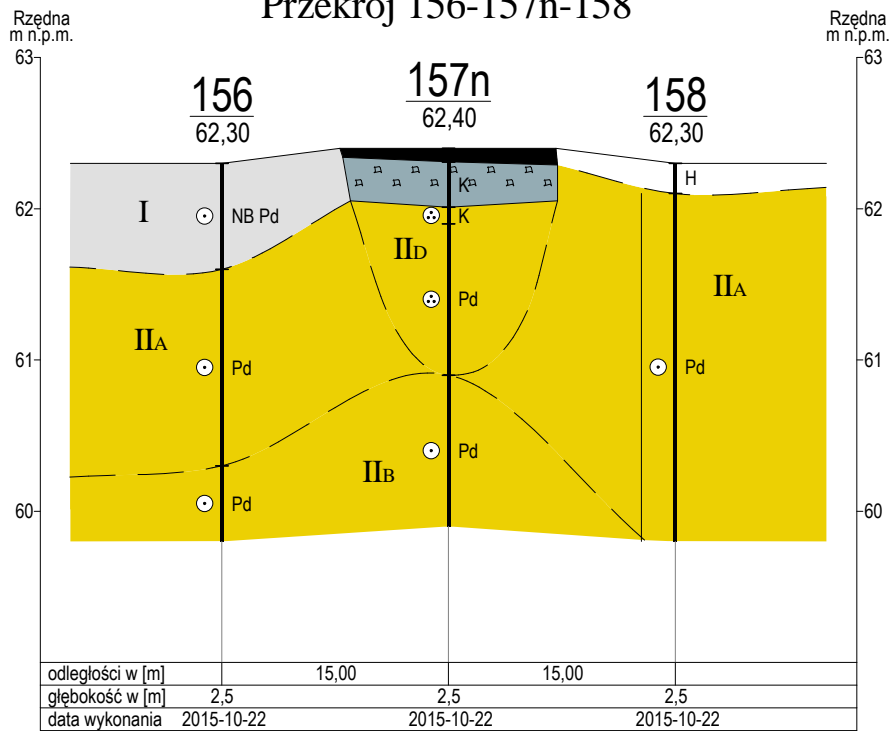 Przekrój 156-157n-158
Rzędna
m n.p.m.
Rzędna
m n.p.m.
63
63
156
62,30
157n
62,40
158
62,30
K
H
62
I
NB Pd
K
62
IID
IIA
Pd
IIA
61
Pd
Pd
61
IIB
Pd
60
Pd
60
odległości w [m] 15,00 15,00
głębokość w [m] 2,5 2,5 2,5
data wykonania 2015-10-22 2015-10-22 2015-10-22